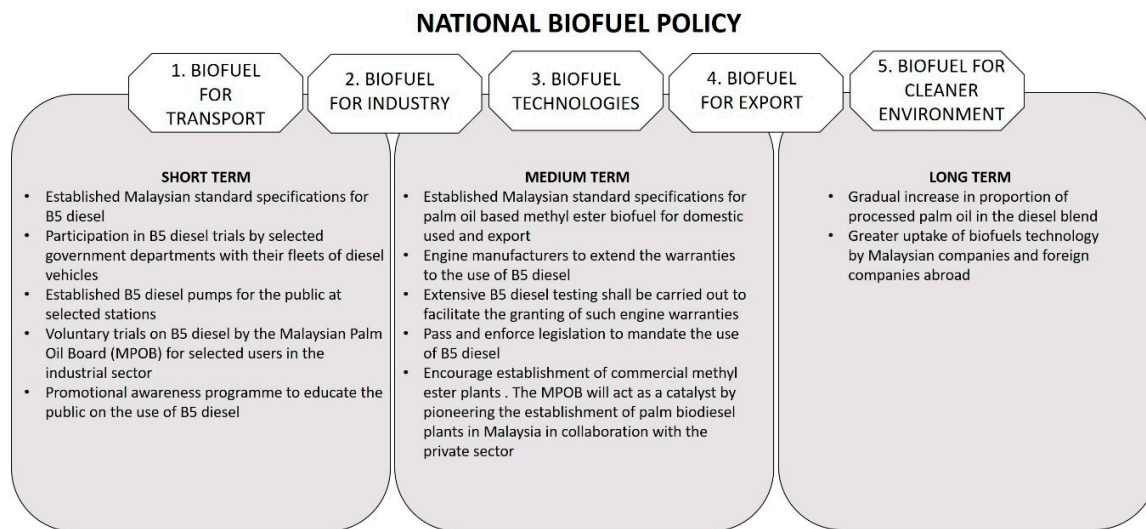 NATIONAL BIOFUEL POLICY
1. BIOFUEL
FOR
TRANSPORT
2. BIOFUEL
FOR INDUSTRY
3. BIOFUEL
TECHNOLOGIES
4. BIOFUEL
FOR EXPORT
5. BIOFUEL FOR
CLEANER
ENVIRONMENT
SHORT TERM
• Established Malaysian standard specifications for
B5 diesel
• Participation in B5 diesel trials by selected
government departments with their fleets of diesel
vehicles
• Established B5 diesel pumps for the public at
selected stations
• Voluntary trials on B5 diesel by the Malaysian Palm
Oil Board (MPOB) for selected users in the
industrial sector
• Promotional awareness programme to educate the
public on the use of B5 diesel
MEDIUM TERM
• Established Malaysian standard specifications for
palm oil based methyl ester biofuel for domestic
used and export
• Engine manufacturers to extend the warranties
to the use of B5 diesel
• Extensive B5 diesel testing shall be carried out to
facilitate the granting of such engine warranties
• Pass and enforce legislation to mandate the use
of B5 diesel
• Encourage establishment of commercial methyl
ester plants . The MPOB will act as a catalyst by
pioneering the establishment of palm biodiesel
plants in Malaysia in collaboration with the
private sector
LONG TERM
• Gradual increase in proportion of
processed palm oil in the diesel blend
• Greater uptake of biofuels technology
by Malaysian companies and foreign
companies abroad